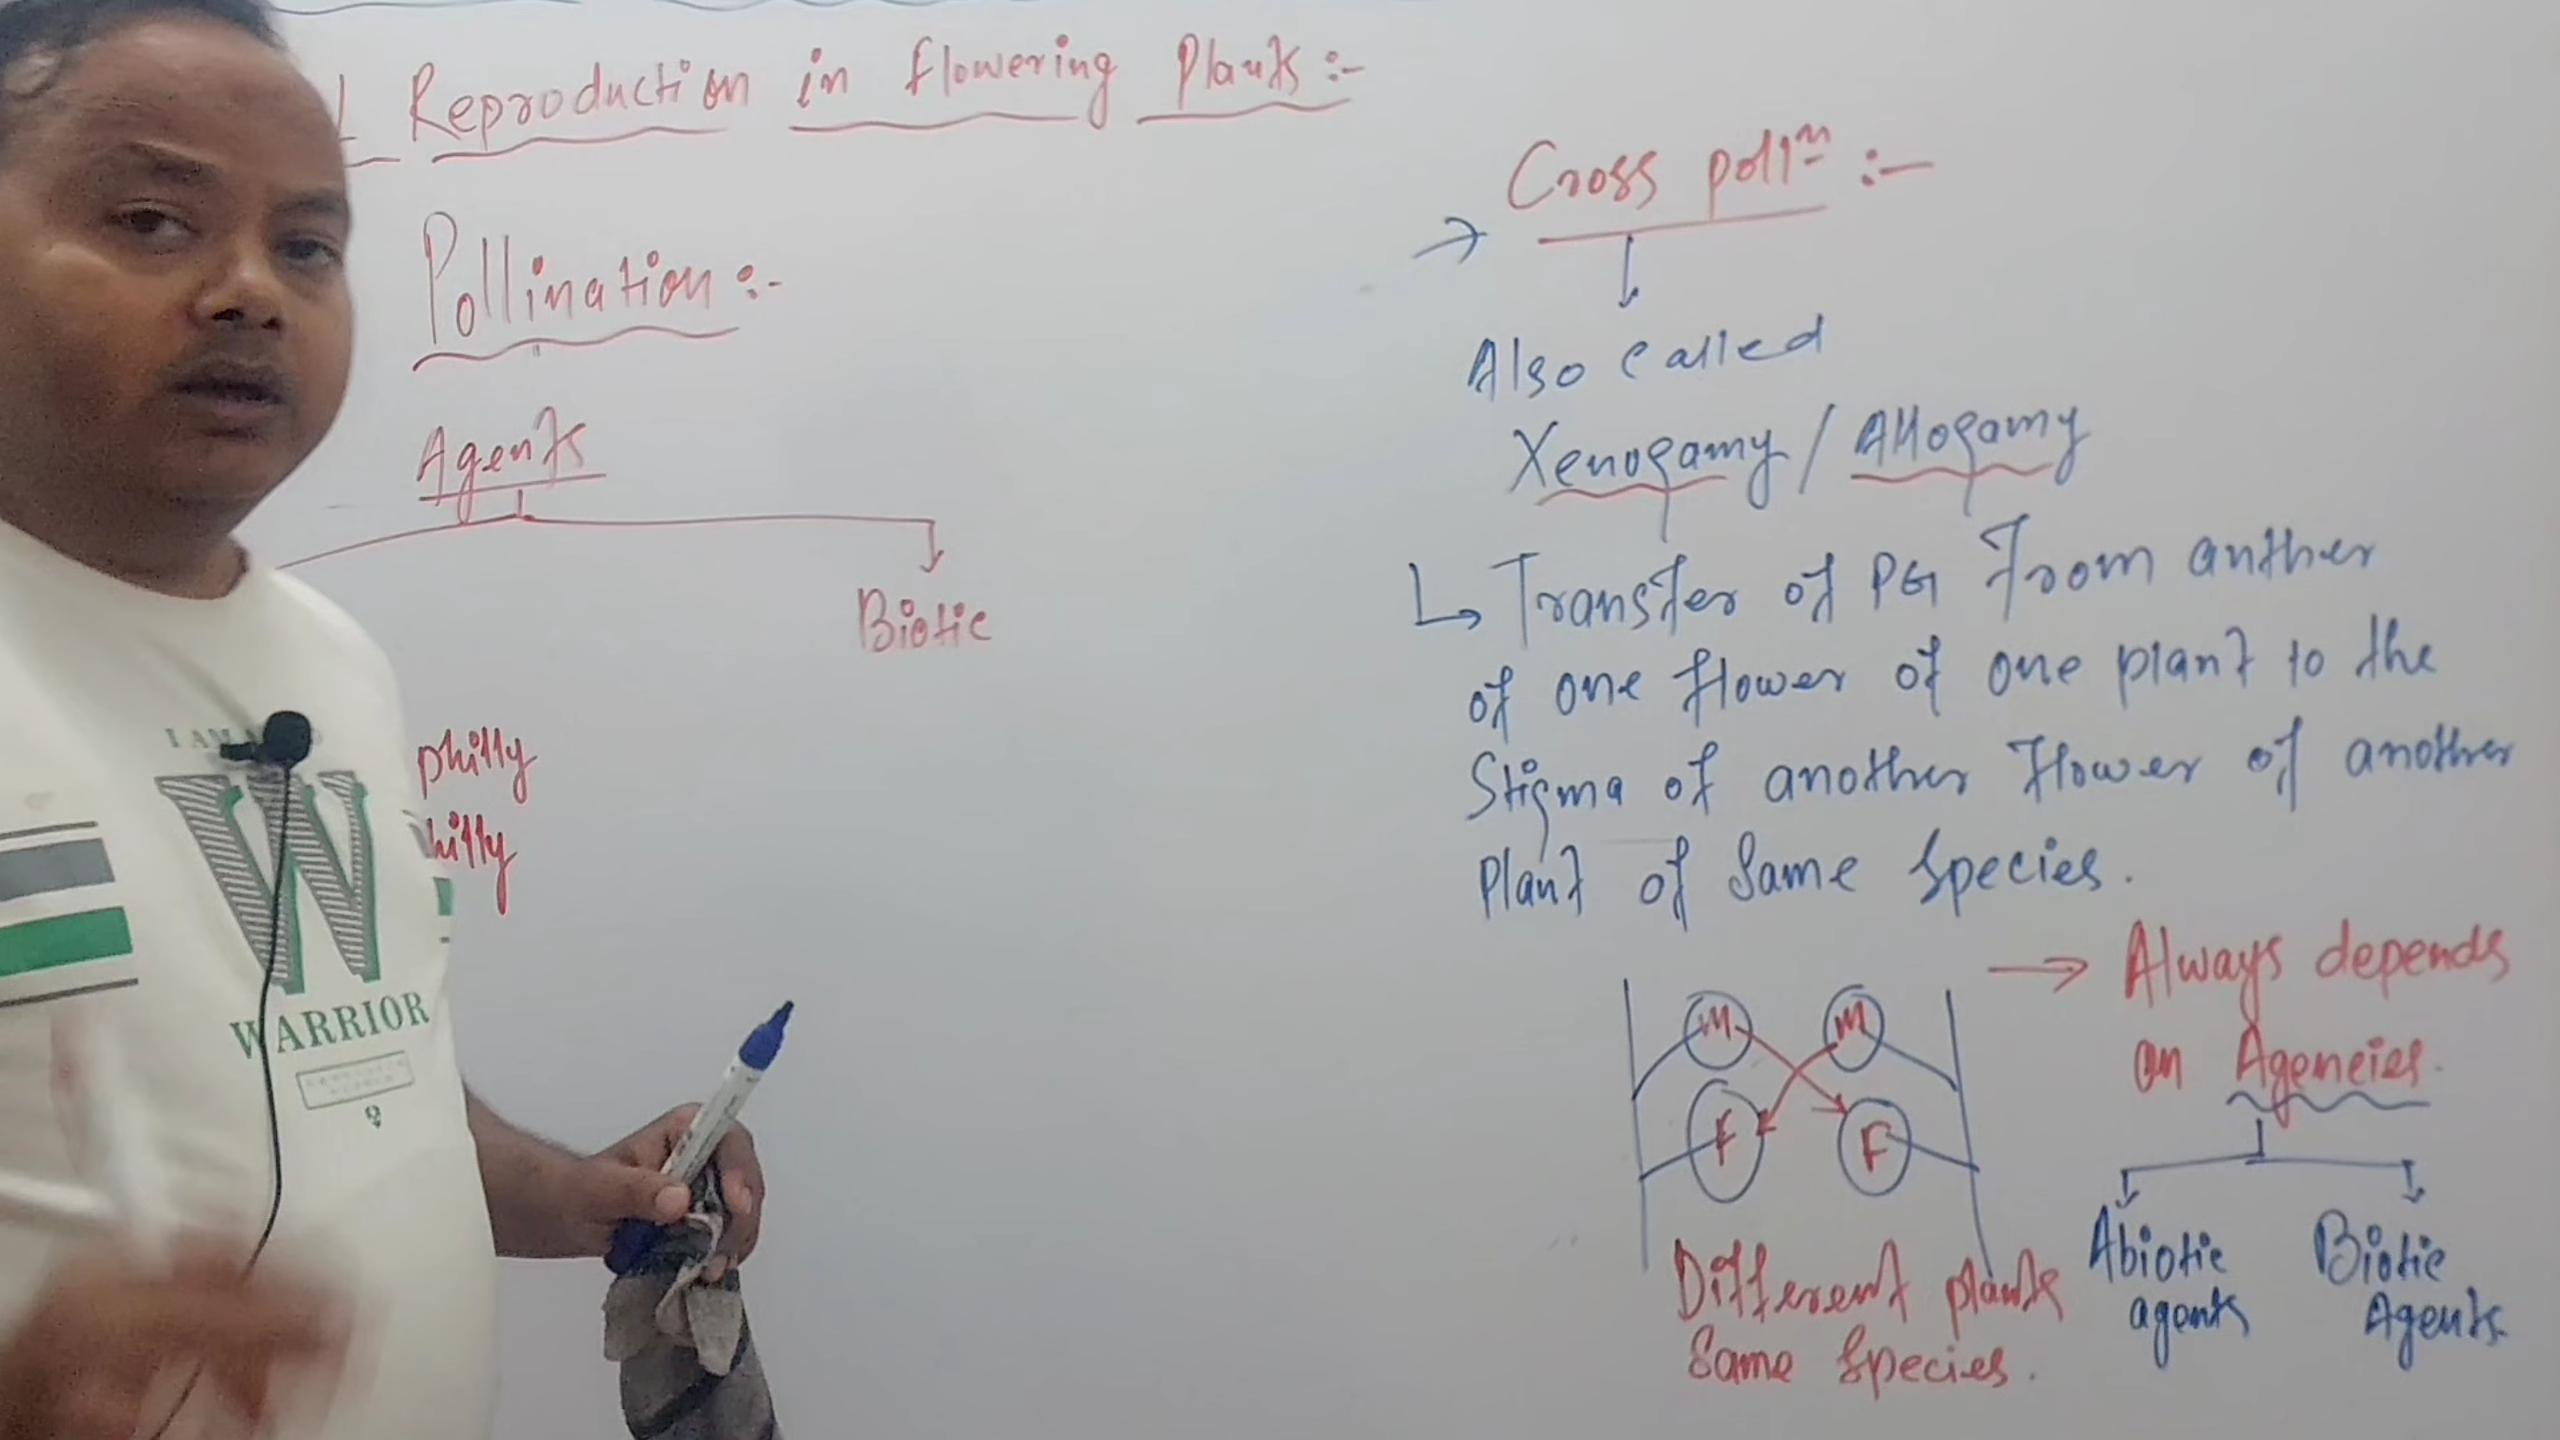 Reproduction in flowering Plants :-
Pollination :-
Agents
Biotic
philly
hilly
I AM
W
WARRIOR
Cross pollⁿ :-
Also called
Xenogamy / Allogamy
Transfer of PG from anther
of one flower of one plant to the
Stigma of another flower of another
Plant of Same Species.
M M
F F
Different plants
Same Species.
Always depends
on Agencies.
Abiotic
agents
Biotic
Agents.